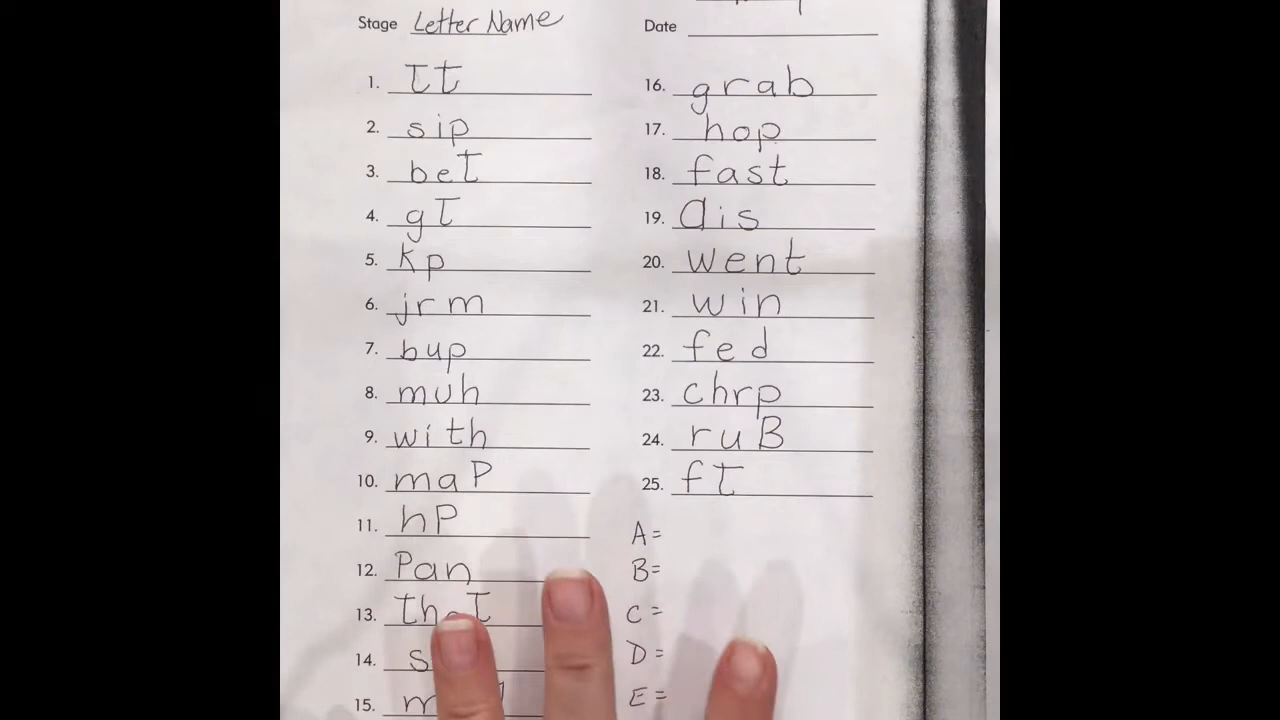 Stage Letter Name
1. It
2. sip
3. bet
4. gt
5. kp
6. jrm
7. bup
8. muh
9. with
10. maP
11. hP
12. Pan
13.
14.
15.
Date
16. grab
17. hop
18. fast
19. dis
20. went
21. win
22. fed
23. chrp
24. ruB
25. fT
A=
B=
C=
D=
E=